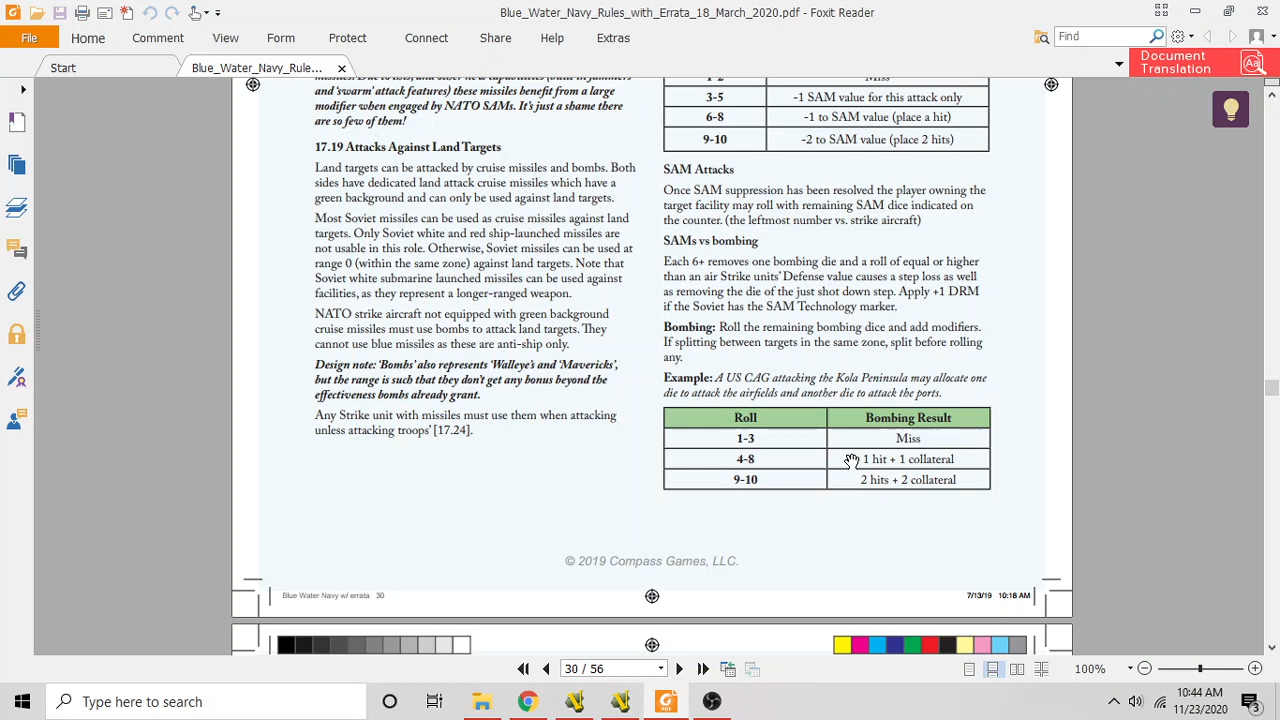 Blue_Water_Navy_Rules_with_Errata_18_March_2020.pdf - Foxit Reader
File Home Comment View Form Protect Connect Share Help Extras Find
Start Blue_Water_Navy_Rule...
Document Translation
and 'swarm' attack features) these missiles benefit from a large
modifier when engaged by NATO SAMs. It's just a shame there
are so few of them!
17.19 Attacks Against Land Targets
Land targets can be attacked by cruise missiles and bombs. Both
sides have dedicated land attack cruise missiles which have a
green background and can only be used against land targets.
Most Soviet missiles can be used as cruise missiles against land
targets. Only Soviet white and red ship-launched missiles are
not usable in this role. Otherwise, Soviet missiles can be used at
range 0 (within the same zone) against land targets. Note that
Soviet white submarine launched missiles can be used against
facilities, as they represent a longer-ranged weapon.
NATO strike aircraft not equipped with green background
cruise missiles must use bombs to attack land targets. They
cannot use blue missiles as these are anti-ship only.
Design note: 'Bombs' also represents 'Walleye's and 'Mavericks',
but the range is such that they don't get any bonus beyond the
effectiveness bombs already grant.
Any Strike unit with missiles must use them when attacking
unless attacking troops' [17.24].
1-2 Miss
3-5 -1 SAM value for this attack only
6-8 -1 to SAM value (place a hit)
9-10 -2 to SAM value (place 2 hits)
SAM Attacks
Once SAM suppression has been resolved the player owning the
target facility may roll with remaining SAM dice indicated on
the counter. (the leftmost number vs. strike aircraft)
SAMs vs bombing
Each 6+ removes one bombing die and a roll of equal or higher
than an air Strike units' Defense value causes a step loss as well
as removing the die of the just shot down step. Apply +1 DRM
if the Soviet has the SAM Technology marker.
Bombing: Roll the remaining bombing dice and add modifiers.
If splitting between targets in the same zone, split before rolling
any.
Example: A US CAG attacking the Kola Peninsula may allocate one
die to attack the airfields and another die to attack the ports.
Roll Bombing Result
1-3 Miss
4-8 1 hit + 1 collateral
9-10 2 hits + 2 collateral
© 2019 Compass Games, LLC.
Blue Water Navy w/ errata 30 7/13/19 10:18 AM
30 / 56 100%
Type here to search
10:44 AM
11/23/2020
3